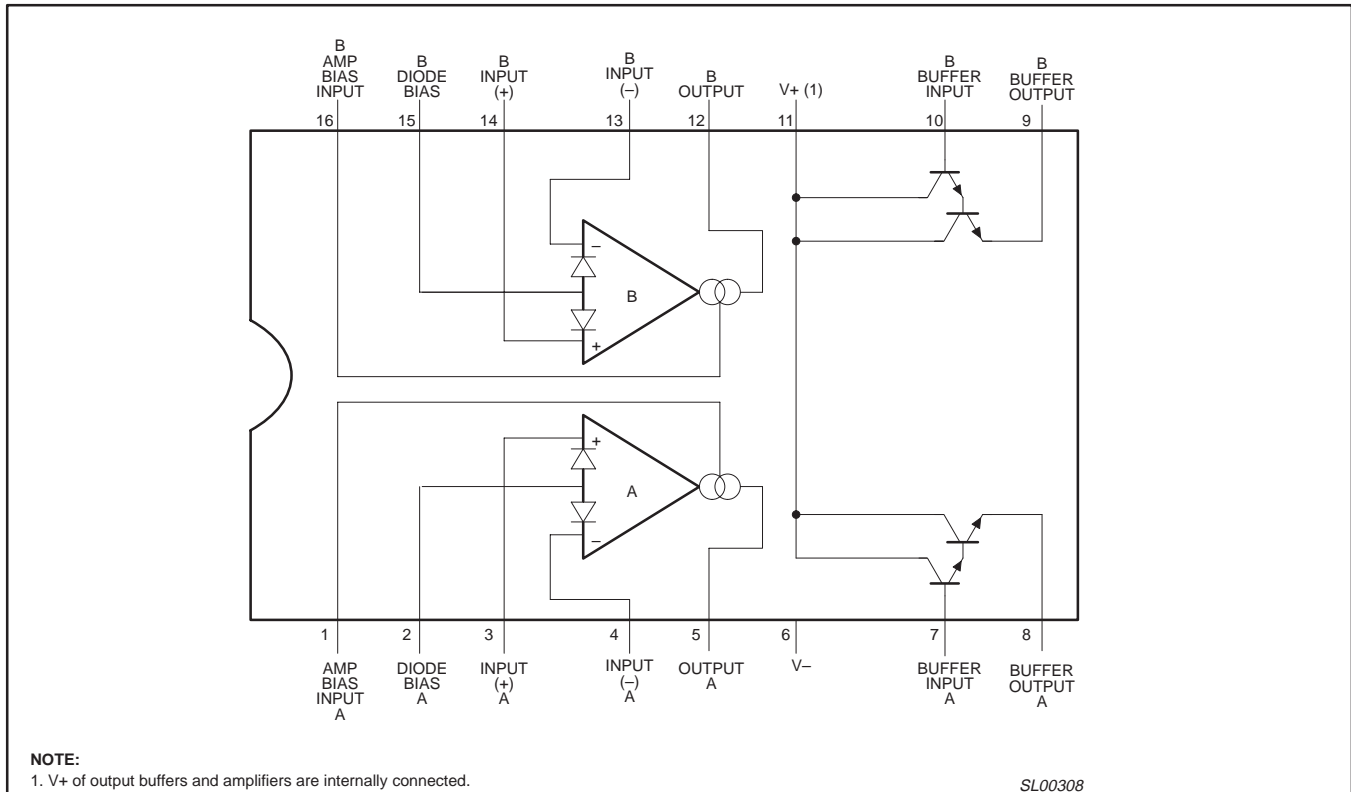 B
AMP
BIAS
INPUT
B
DIODE
BIAS
B
INPUT
(+)
B
INPUT
(–)
B
OUTPUT
V+ (1)
B
BUFFER
INPUT
B
BUFFER
OUTPUT
16
15
14
13
12
11
10
9
–
B
+
+
A
–
1
2
3
4
5
6
7
8
AMP
BIAS
INPUT
A
DIODE
BIAS
A
INPUT
(+)
A
INPUT
(–)
A
OUTPUT
A
V–
BUFFER
INPUT
A
BUFFER
OUTPUT
A
NOTE:
1. V+ of output buffers and amplifiers are internally connected.
SL00308